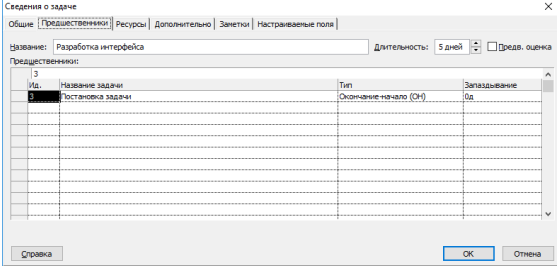 Сведения о задаче
Общие Предшественники Ресурсы Дополнительно Заметки Настраиваемые поля
Название: Разработка интерфейса Длительность: 5 дней Предв. оценка
Предшественники:
3
Ид. Название задачи Тип Запаздывание
3 Постановка задачи Окончание-начало (ОН) 0д
Справка ОК Отмена